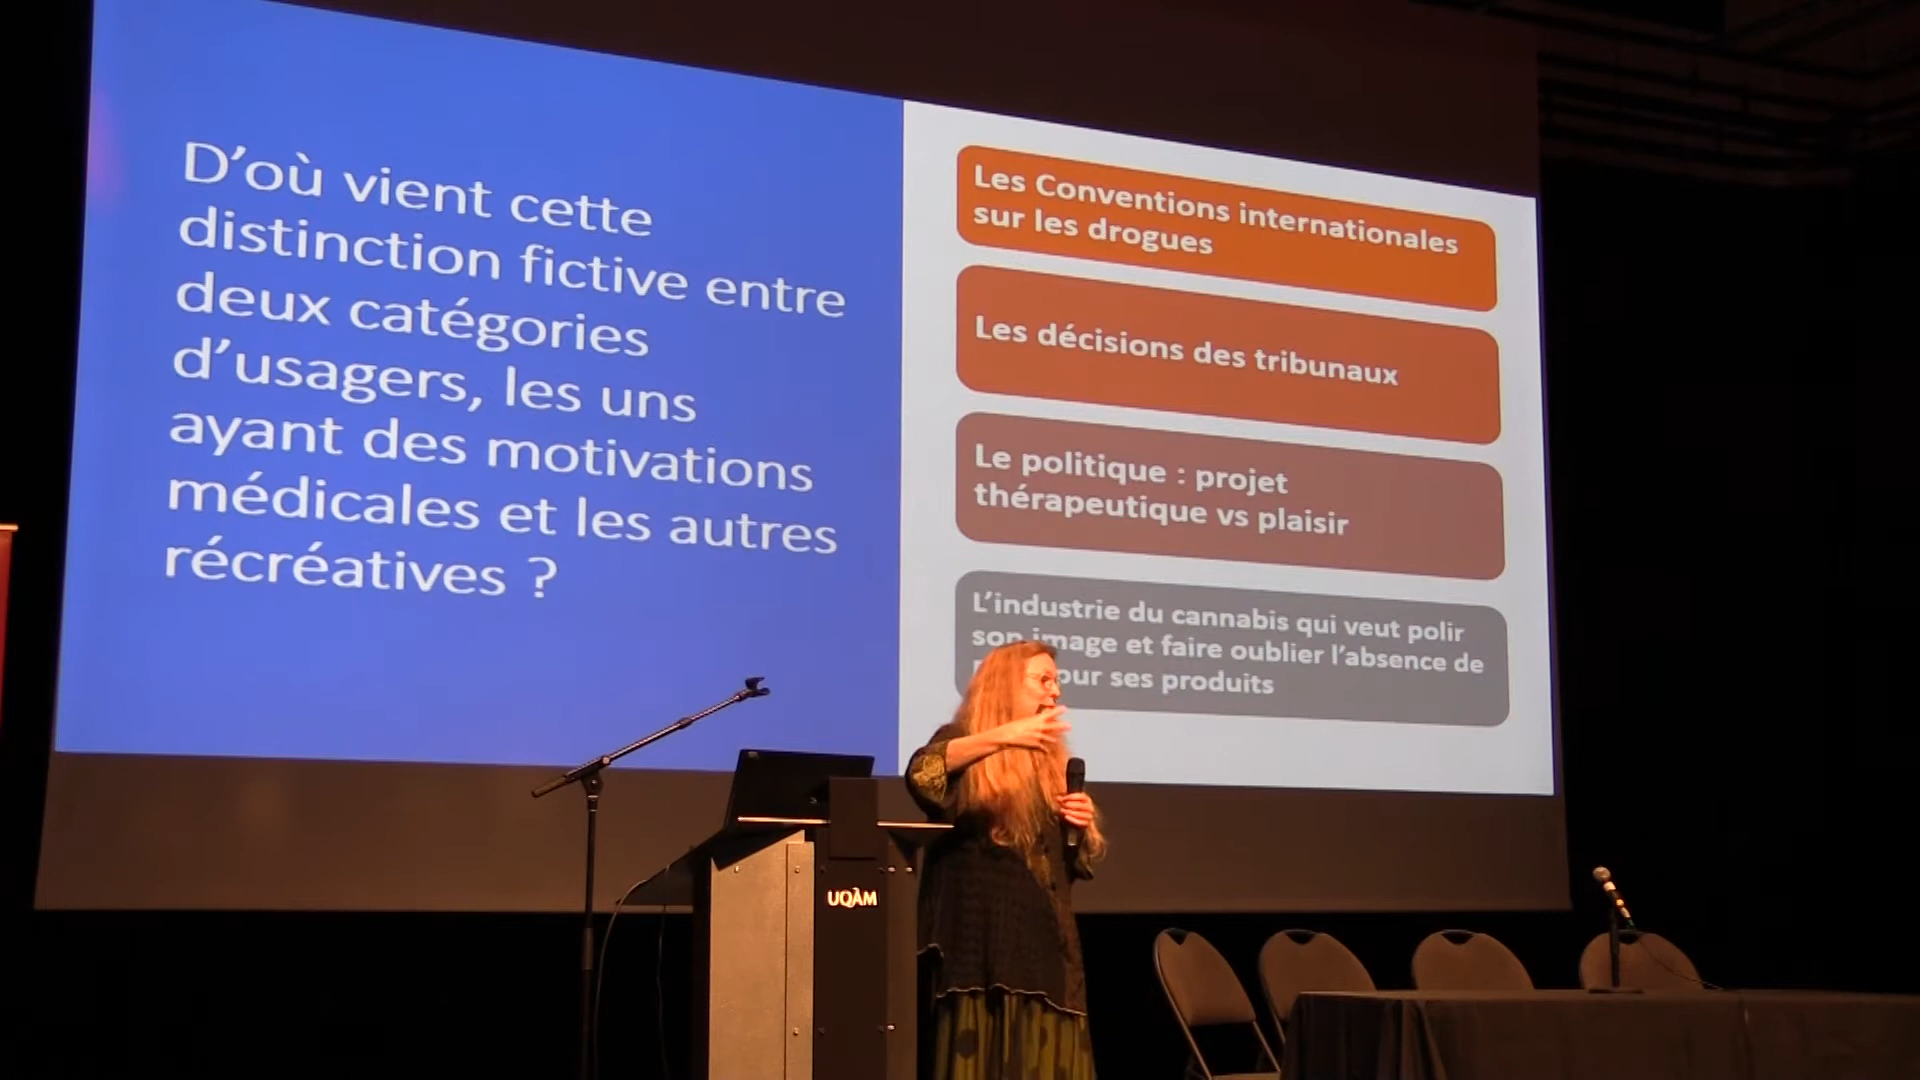 D'où vient cette
distinction fictive entre
deux catégories
d'usagers, les uns
ayant des motivations
médicales et les autres
récréatives ?
Les Conventions internationales
sur les drogues
Les décisions des tribunaux
Le politique : projet
thérapeutique vs plaisir
L'industrie du cannabis qui veut polir
son image et faire oublier l'absence de
pour ses produits
UQÀM